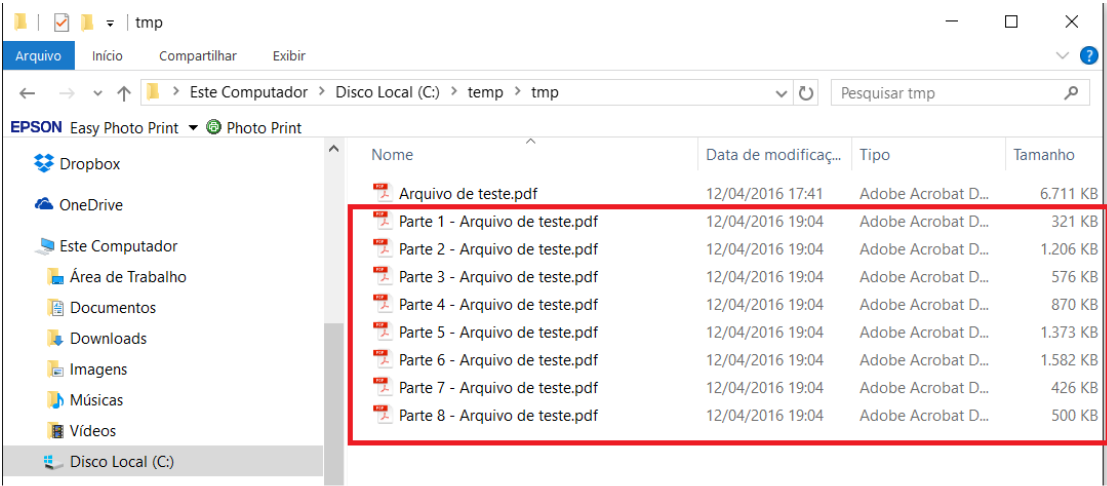 tmp
Arquivo Início Compartilhar Exibir
Este Computador > Disco Local (C:) > temp > tmp Pesquisar tmp
EPSON Easy Photo Print Photo Print
Dropbox
OneDrive
Este Computador
Área de Trabalho
Documentos
Downloads
Imagens
Músicas
Vídeos
Disco Local (C:)
Nome Data de modificaç... Tipo Tamanho
Arquivo de teste.pdf 12/04/2016 17:41 Adobe Acrobat D... 6.711 KB
Parte 1 - Arquivo de teste.pdf 12/04/2016 19:04 Adobe Acrobat D... 321 KB
Parte 2 - Arquivo de teste.pdf 12/04/2016 19:04 Adobe Acrobat D... 1.206 KB
Parte 3 - Arquivo de teste.pdf 12/04/2016 19:04 Adobe Acrobat D... 576 KB
Parte 4 - Arquivo de teste.pdf 12/04/2016 19:04 Adobe Acrobat D... 870 KB
Parte 5 - Arquivo de teste.pdf 12/04/2016 19:04 Adobe Acrobat D... 1.373 KB
Parte 6 - Arquivo de teste.pdf 12/04/2016 19:04 Adobe Acrobat D... 1.582 KB
Parte 7 - Arquivo de teste.pdf 12/04/2016 19:04 Adobe Acrobat D... 426 KB
Parte 8 - Arquivo de teste.pdf 12/04/2016 19:04 Adobe Acrobat D... 500 KB